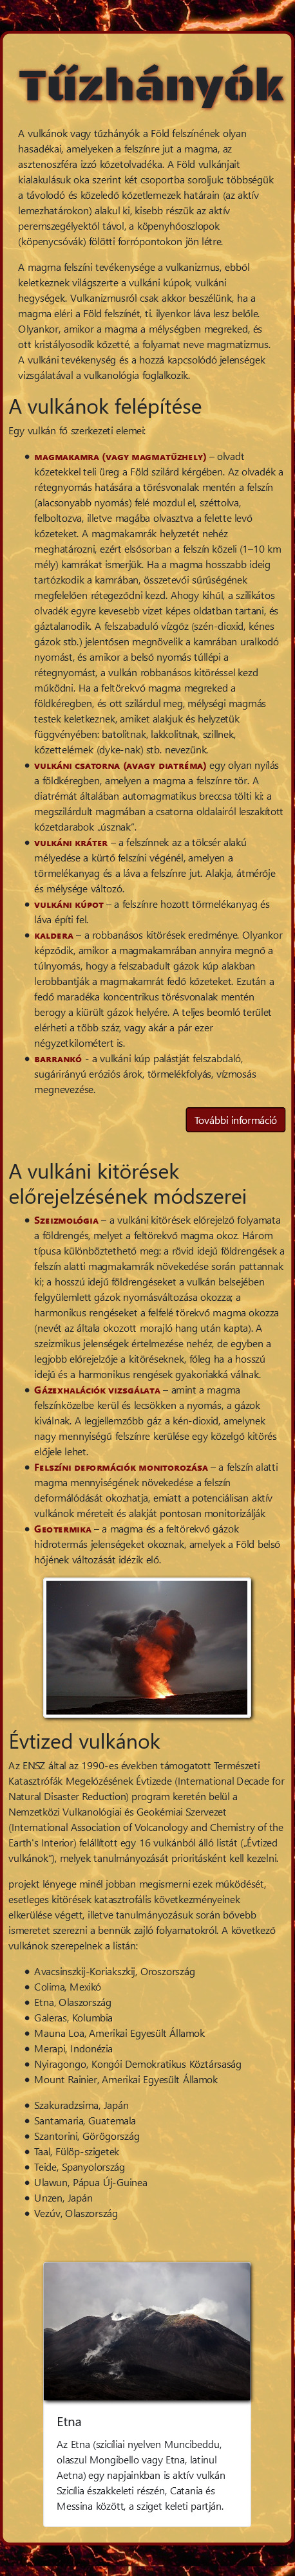 Tűzhányók
A vulkánok vagy tűzhányók a Föld felszínének olyan
hasadékai, amelyeken a felszínre jut a magma, az
asztenoszféra izzó kőzetolvadéka. A Föld vulkánjait
kialakulásuk oka szerint két csoportba soroljuk: többségük
a távolodó és közeledő kőzetlemezek határain (az aktív
lemezhatárokon) alakul ki, kisebb részük az aktív
peremszegélyektől távol, a köpenyhőoszlopok
(köpenycsóvák) fölötti forrópontokon jön létre.
A magma felszíni tevékenysége a vulkanizmus, ebből
keletkeznek világszerte a vulkáni kúpok, vulkáni
hegységek. Vulkanizmusról csak akkor beszélünk, ha a
magma eléri a Föld felszínét, ti. ilyenkor láva lesz belőle.
Olyankor, amikor a magma a mélységben megreked, és
ott kristályosodik kőzetté, a folyamat neve magmatizmus.
A vulkáni tevékenység és a hozzá kapcsolódó jelenségek
vizsgálatával a vulkanológia foglalkozik.
A vulkánok felépítése
Egy vulkán fő szerkezeti elemei:
MAGMAKAMRA (VAGY MAGMATŰZHELY) – olvadt
kőzetekkel teli üreg a Föld szilárd kérgében. Az olvadék a
rétegnyomás hatására a törésvonalak mentén a felszín
(alacsonyabb nyomás) felé mozdul el, széttolva,
felboltozva, illetve magába olvasztva a felette levő
kőzeteket. A magmakamrák helyzetét nehéz
meghatározni, ezért elsősorban a felszín közeli (1–10 km
mély) kamrákat ismerjük. Ha a magma hosszabb ideig
tartózkodik a kamrában, összetevői sűrűségének
megfelelően rétegeződni kezd. Ahogy kihűl, a szilikátos
olvadék egyre kevesebb vizet képes oldatban tartani, és
gáztalanodik. A felszabaduló vízgőz (szén-dioxid, kénes
gázok stb.) jelentősen megnövelik a kamrában uralkodó
nyomást, és amikor a belső nyomás túllépi a
rétegnyomást, a vulkán robbanásos kitöréssel kezd
működni. Ha a feltörekvő magma megreked a
földkéregben, és ott szilárdul meg, mélységi magmás
testek keletkeznek, amiket alakjuk és helyzetük
függvényében: batolitnak, lakkolitnak, szillnek,
kőzettelérnek (dyke-nak) stb. nevezünk.
VULKÁNI CSATORNA (AVAGY DIATRÉMA) egy olyan nyílás
a földkéregben, amelyen a magma a felszínre tör. A
diatrémát általában automagmatikus breccsa tölti ki: a
megszilárdult magmában a csatorna oldalairól leszakított
kőzetdarabok „úsznak”.
VULKÁNI KRÁTER – a felszínnek az a tölcsér alakú
mélyedése a kürtő felszíni végénél, amelyen a
törmelékanyag és a láva a felszínre jut. Alakja, átmérője
és mélysége változó.
VULKÁNI KÚPOT – a felszínre hozott törmelékanyag és
láva építi fel.
KALDERA – a robbanásos kitörések eredménye. Olyankor
képződik, amikor a magmakamrában annyira megnő a
túlnyomás, hogy a felszabadult gázok kúp alakban
lerobbantják a magmakamrát fedő kőzeteket. Ezután a
fedő maradéka koncentrikus törésvonalak mentén
berogy a kiürült gázok helyére. A teljes beomló terület
elérheti a több száz, vagy akár a pár ezer
négyzetkilométert is.
BARRANKÓ - a vulkáni kúp palástját felszabdaló,
sugárirányú eróziós árok, törmelékfolyás, vízmosás
megnevezése.
További információ
A vulkáni kitörések
előrejelzésének módszerei
SZEIZMOLÓGIA – a vulkáni kitörések előrejelző folyamata
a földrengés, melyet a feltörekvő magma okoz. Három
típusa különböztethető meg: a rövid idejű földrengések a
felszín alatti magmakamrák növekedése során pattannak
ki; a hosszú idejű földrengéseket a vulkán belsejében
felgyülemlett gázok nyomásváltozása okozza; a
harmonikus rengéseket a felfelé törekvő magma okozza
(nevét az általa okozott morajló hang után kapta). A
szeizmikus jelenségek értelmezése nehéz, de egyben a
legjobb előrejelzője a kitöréseknek, főleg ha a hosszú
idejű és a harmonikus rengések gyakoriakká válnak.
GÁZEXHALÁCIÓK VIZSGÁLATA – amint a magma
felszínközelbe kerül és lecsökken a nyomás, a gázok
kiválnak. A legjellemzőbb gáz a kén-dioxid, amelynek
nagy mennyiségű felszínre kerülése egy közelgő kitörés
előjele lehet.
FELSZÍNI DEFORMÁCIÓK MONITOROZÁSA – a felszín alatti
magma mennyiségének növekedése a felszín
deformálódását okozhatja, emiatt a potenciálisan aktív
vulkánok méreteit és alakját pontosan monitorizálják
GEOTERMIKA – a magma és a feltörekvő gázok
hidrotermás jelenségeket okoznak, amelyek a Föld belső
hőjének változását idézik elő.
Évtized vulkánok
Az ENSZ által az 1990-es években támogatott Természeti
Katasztrófák Megelőzésének Évtizede (International Decade for
Natural Disaster Reduction) program keretén belül a
Nemzetközi Vulkanológiai és Geokémiai Szervezet
(International Association of Volcanology and Chemistry of the
Earth's Interior) felállított egy 16 vulkánból álló listát („Évtized
vulkánok”), melyek tanulmányozását prioritásként kell kezelni.
projekt lényege minél jobban megismerni ezek működését,
esetleges kitörések katasztrofális következményeinek
elkerülése végett, illetve tanulmányozásuk során bővebb
ismeretet szerezni a bennük zajló folyamatokról. A következő
vulkánok szerepelnek a listán:
Avacsinszkij-Koriakszkij, Oroszország
Colima, Mexikó
Etna, Olaszország
Galeras, Kolumbia
Mauna Loa, Amerikai Egyesült Államok
Merapi, Indonézia
Nyiragongo, Kongói Demokratikus Köztársaság
Mount Rainier, Amerikai Egyesült Államok
Szakuradzsima, Japán
Santamaria, Guatemala
Szantorini, Görögország
Taal, Fülöp-szigetek
Teide, Spanyolország
Ulawun, Pápua Új-Guinea
Unzen, Japán
Vezúv, Olaszország
Etna
Az Etna (szicíliai nyelven Muncibeddu,
olaszul Mongibello vagy Etna, latinul
Aetna) egy napjainkban is aktív vulkán
Szicília északkeleti részén, Catania és
Messina között, a sziget keleti partján.